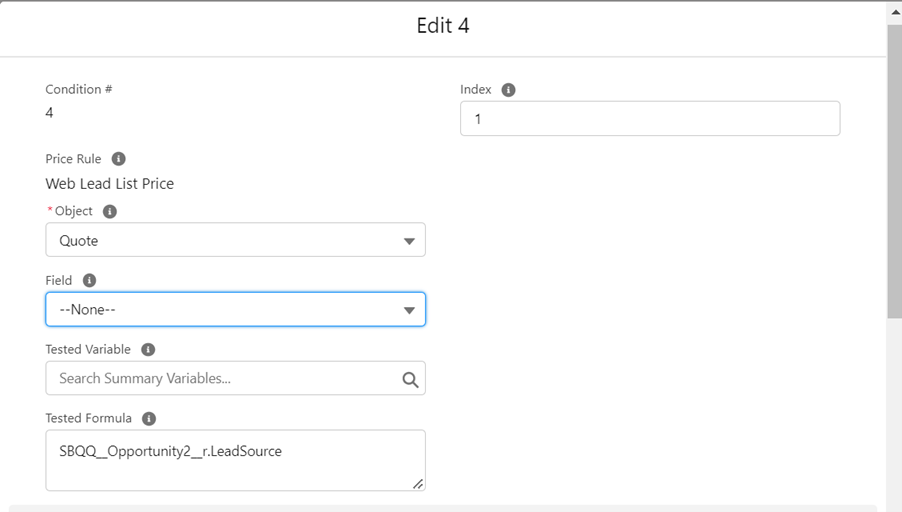 Edit 4
Condition #
4
Index
1
Price Rule
Web Lead List Price
* Object
Quote
Field
--None--
Tested Variable
Search Summary Variables...
Tested Formula
SBQQ__Opportunity2__r.LeadSource